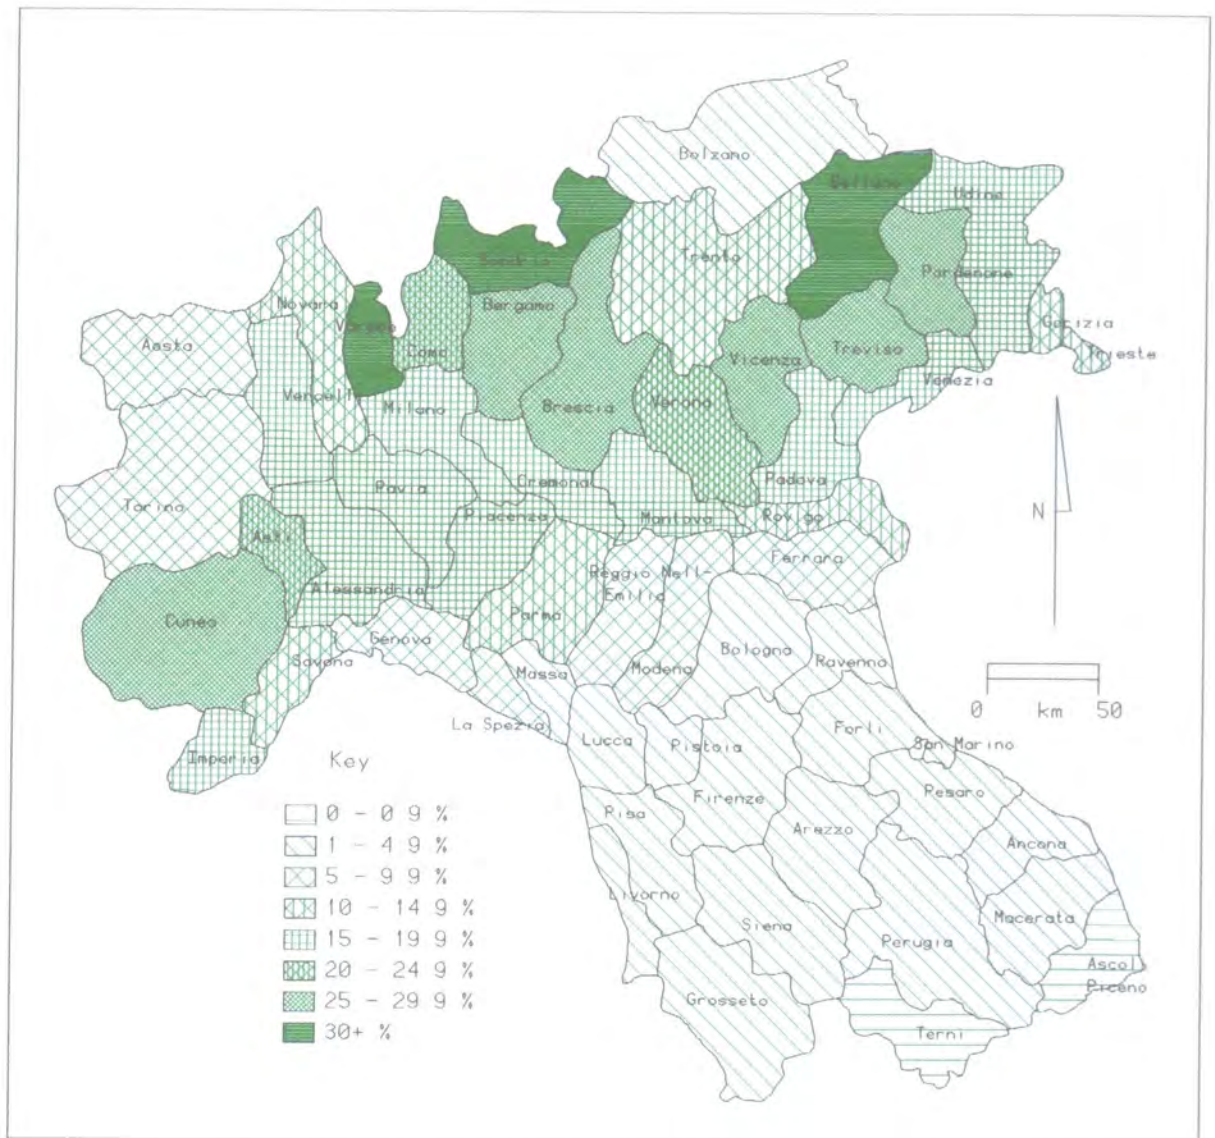 Bolzano
Belluno
Udine
Sondrio
Trento
Pordenone
Novara
Bergamo
Gorizia
Varese
Aosta
Como
Vicenza
Treviso
Trieste
Venezia
Vercelli
Milano
Brescia
Verona
Cremona
Padova
Pavia
Torino
Piacenza
Mantova
Rovigo
N
Asti
Ferrara
Reggio Nell-
Emilia
Alessandria
Parma
Cuneo
Genova
Bologna
Savona
Massa
Modena
Ravenna
La Spezia
0 km 50
Lucca
Pistoia
Forli
San Marino
Imperia
Key
Firenze
Resaro
0 - 0 9 %
Pisa
Arezzo
1 - 4 9 %
Ancona
5 - 9 9 %
Livorno
10 - 14 9 %
Siena
Macerata
15 - 19 9 %
Perugia
20 - 24 9 %
Ascoli
Piceno
25 - 29 9 %
Grosseto
30+ %
Terni